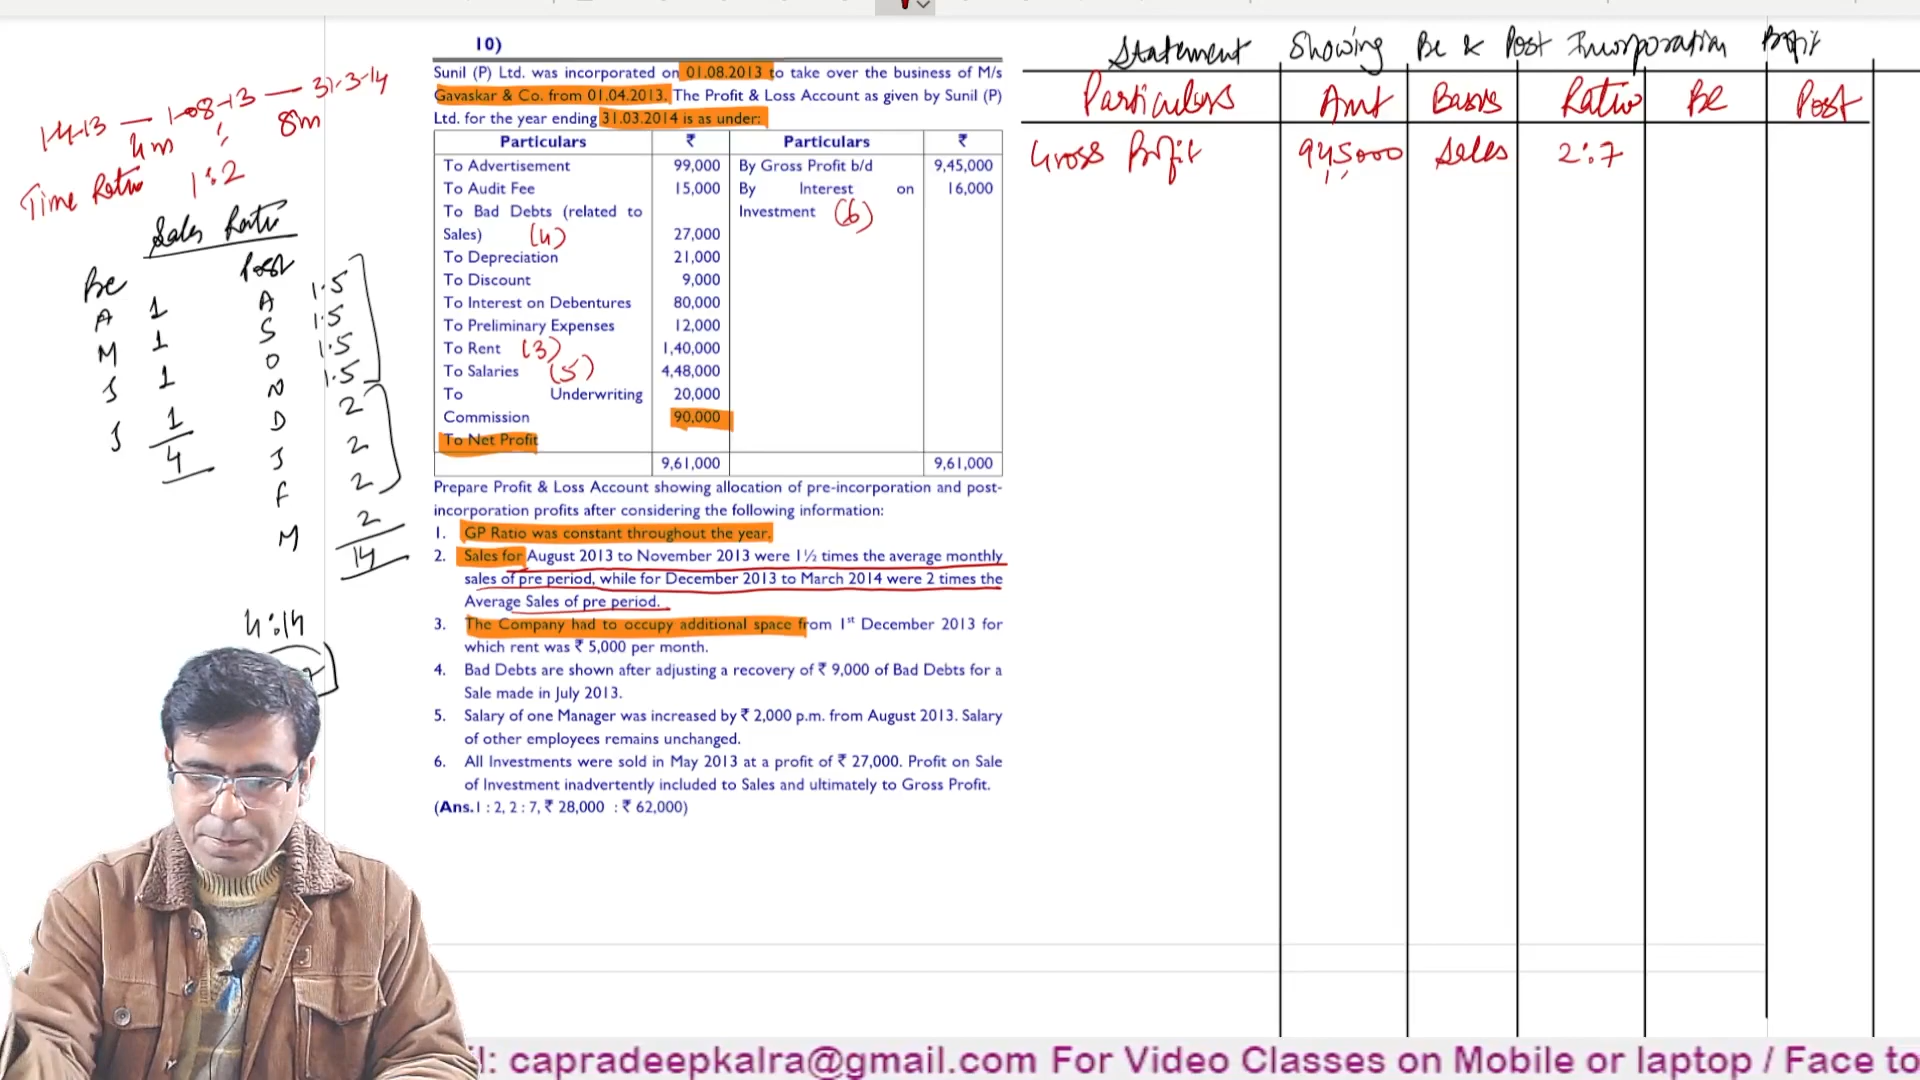 10)
Sunil (P) Ltd. was incorporated on 01.08.2013 to take over the business of M/s
Gavaskar & Co. from 01.04.2013. The Profit & Loss Account as given by Sunil (P)
Ltd. for the year ending 31.03.2014 is as under:
Particulars ₹ Particulars ₹
To Advertisement 99,000 By Gross Profit b/d 9,45,000
To Audit Fee 15,000 By Interest on 16,000
To Bad Debts (related to Investment (6)
Sales) (4) 27,000
To Depreciation 21,000
To Discount 9,000
To Interest on Debentures 80,000
To Preliminary Expenses 12,000
To Rent (3) 1,40,000
To Salaries (5) 4,48,000
To Underwriting 20,000
Commission 90,000
To Net Profit
9,61,000 9,61,000
Prepare Profit & Loss Account showing allocation of pre-incorporation and post-
incorporation profits after considering the following information:
1. GP Ratio was constant throughout the year.
2. Sales for August 2013 to November 2013 were 1½ times the average monthly
sales of pre period, while for December 2013 to March 2014 were 2 times the
Average Sales of pre period.
3. The Company had to occupy additional space from 1st December 2013 for
which rent was ₹ 5,000 per month.
4. Bad Debts are shown after adjusting a recovery of ₹ 9,000 of Bad Debts for a
Sale made in July 2013.
5. Salary of one Manager was increased by ₹ 2,000 p.m. from August 2013. Salary
of other employees remains unchanged.
6. All Investments were sold in May 2013 at a profit of ₹ 27,000. Profit on Sale
of Investment inadvertently included to Sales and ultimately to Gross Profit.
(Ans.1 : 2, 2 : 7, ₹ 28,000 : ₹ 62,000)
1-4-13 — 1-08-13 — 31-3-14
4m : 8m
Time Ratio 1:2
Sales Ratio
Pre Post
A 1 A 1.5
M 1 S 1.5
J 1 O 1.5
J 1 N 1.5
4 D 2
J 2
F 2
M 2
14
4:14
Statement Showing Pre & Post Incorporation Profit
Particulars Amt Basis Ratio Pre Post
Gross Profit 945000 Sales 2:7
l: capradeepkalra@gmail.com For Video Classes on Mobile or laptop / Face to